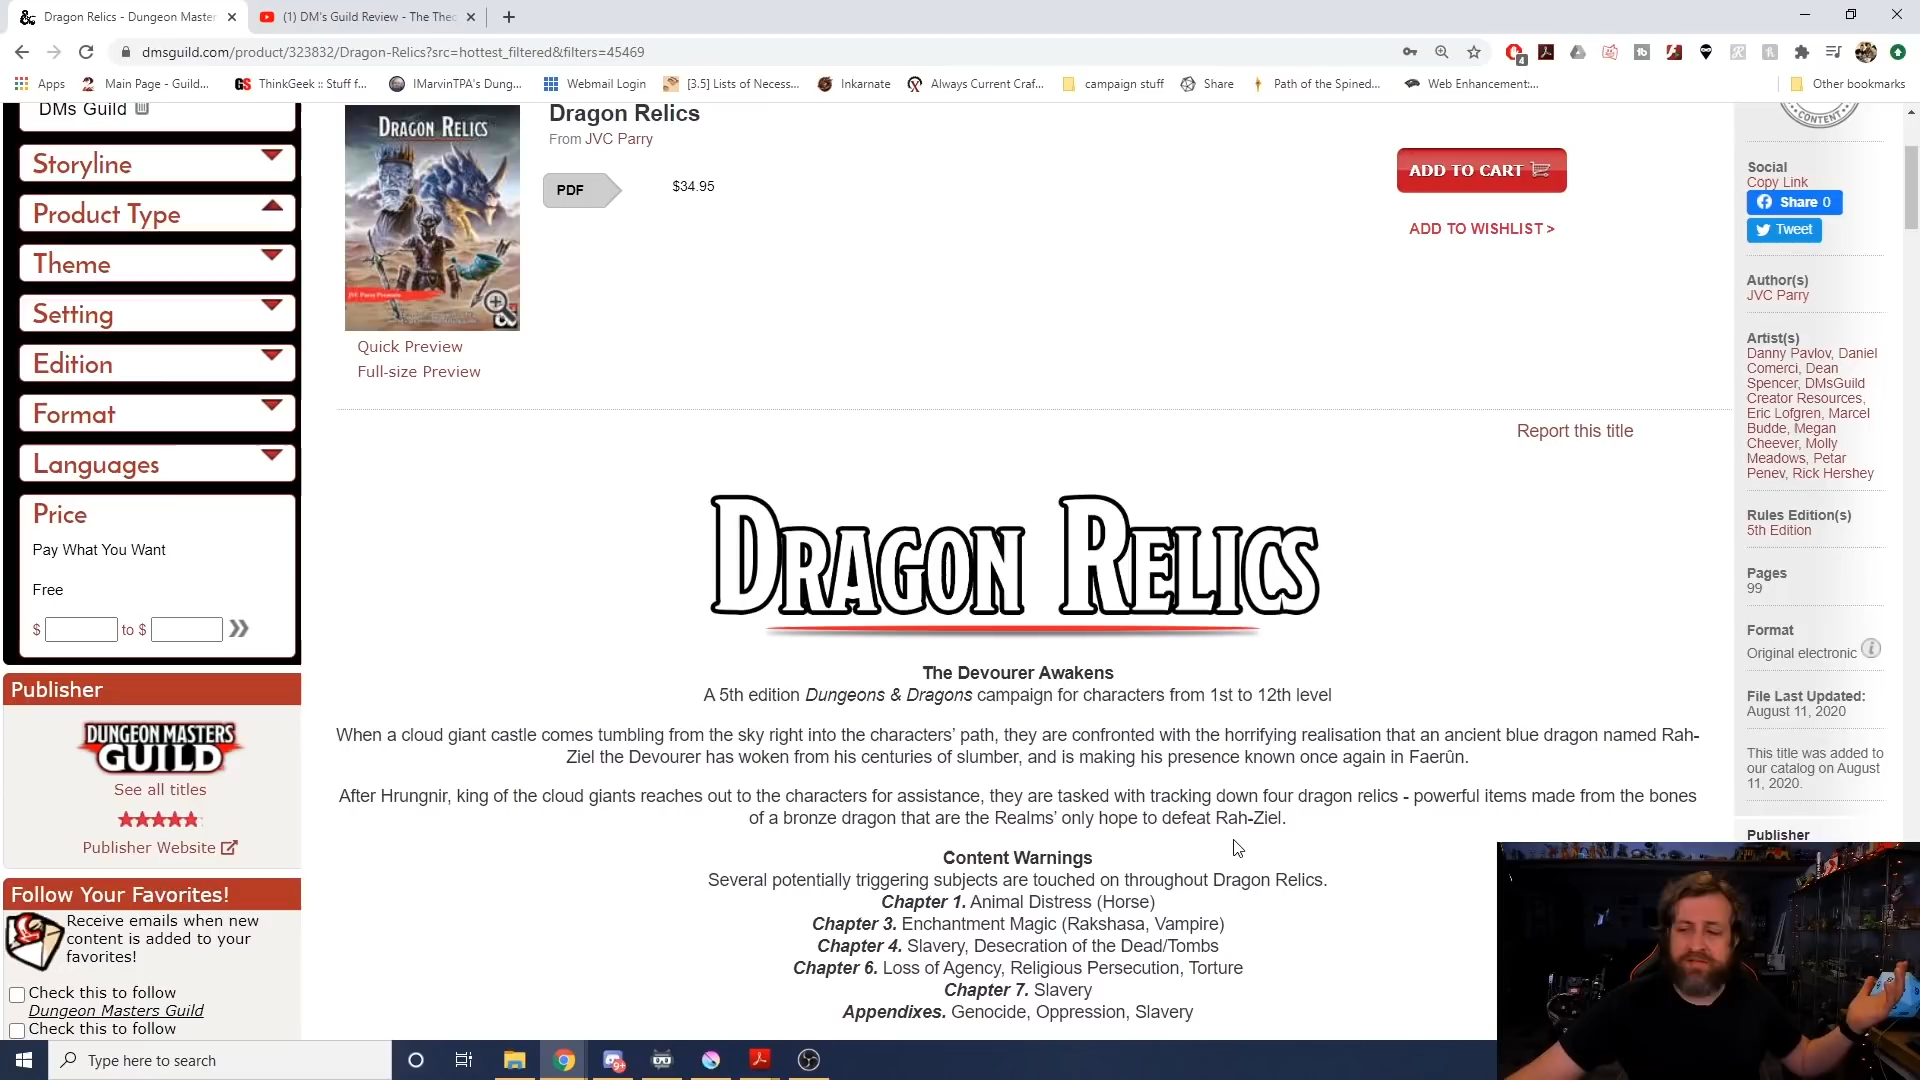 Dragon Relics - Dungeon Master
(1) DM's Guild Review - The Theo
dmsguild.com/product/323832/Dragon-Relics?src=hottest_filtered&filters=45469
Apps
Main Page - Guild...
GS
ThinkGeek :: Stuff f...
IMarvinTPA's Dung...
Webmail Login
[3.5] Lists of Necess...
Inkarnate
Always Current Craf...
campaign stuff
Share
Path of the Spined...
Web Enhancement:...
Other bookmarks
DMs Guild
Storyline
Product Type
Theme
Setting
Edition
Format
Languages
Price
Pay What You Want
Free
$ to $
Publisher
DUNGEON MASTERS
GUILD
See all titles
Publisher Website
Follow Your Favorites!
Receive emails when new
content is added to your
favorites!
Check this to follow
Dungeon Masters Guild
Check this to follow
DRAGON RELICS
JVC Parry Presents
Quick Preview
Full-size Preview
Dragon Relics
From JVC Parry
PDF
$34.95
ADD TO CART
ADD TO WISHLIST >
Report this title
DRAGON RELICS
The Devourer Awakens
A 5th edition Dungeons & Dragons campaign for characters from 1st to 12th level
When a cloud giant castle comes tumbling from the sky right into the characters' path, they are confronted with the horrifying realisation that an ancient blue dragon named Rah-
Ziel the Devourer has woken from his centuries of slumber, and is making his presence known once again in Faerûn.
After Hrungnir, king of the cloud giants reaches out to the characters for assistance, they are tasked with tracking down four dragon relics - powerful items made from the bones
of a bronze dragon that are the Realms' only hope to defeat Rah-Ziel.
Content Warnings
Several potentially triggering subjects are touched on throughout Dragon Relics.
Chapter 1. Animal Distress (Horse)
Chapter 3. Enchantment Magic (Rakshasa, Vampire)
Chapter 4. Slavery, Desecration of the Dead/Tombs
Chapter 6. Loss of Agency, Religious Persecution, Torture
Chapter 7. Slavery
Appendixes. Genocide, Oppression, Slavery
CONTENT
Social
Copy Link
Share 0
Tweet
Author(s)
JVC Parry
Artist(s)
Danny Pavlov, Daniel
Comerci, Dean
Spencer, DMsGuild
Creator Resources,
Eric Lofgren, Marcel
Budde, Megan
Cheever, Molly
Meadows, Petar
Penev, Rick Hershey
Rules Edition(s)
5th Edition
Pages
99
Format
Original electronic
File Last Updated:
August 11, 2020
This title was added to
our catalog on August
11, 2020.
Publisher
Type here to search